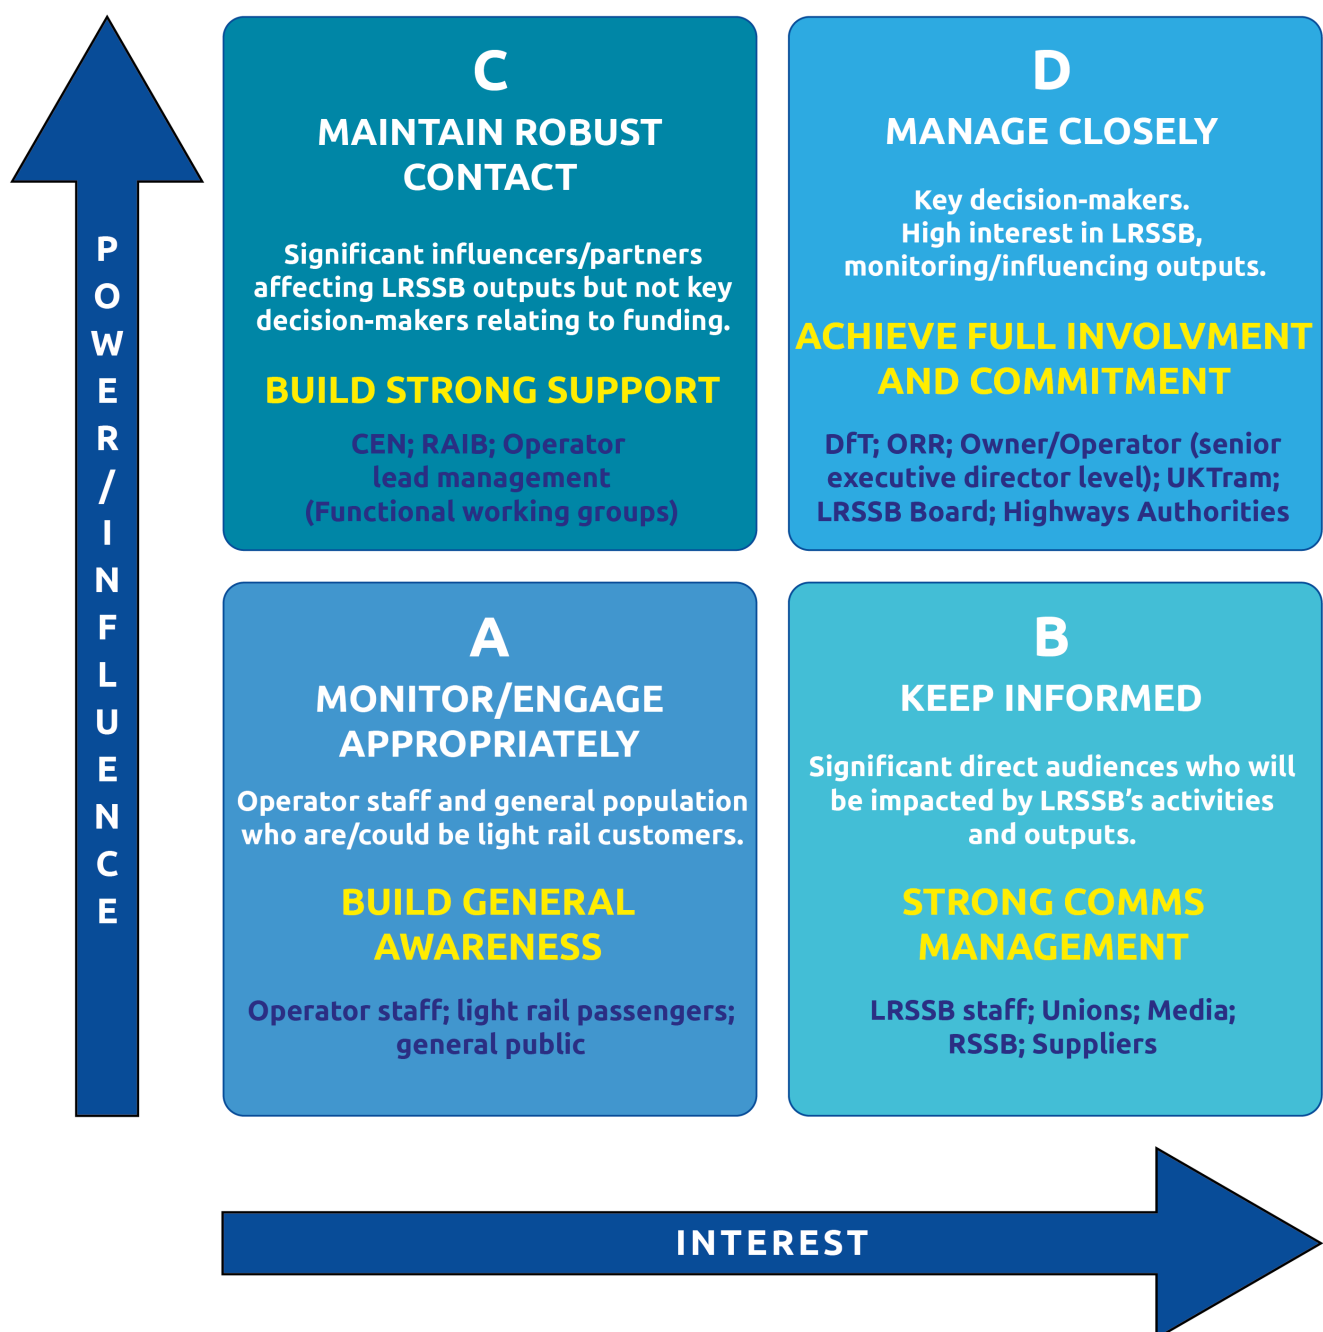 POWER/INFLUENCE
C
MAINTAIN ROBUST
CONTACT
Significant influencers/partners
affecting LRSSB outputs but not key
decision-makers relating to funding.
BUILD STRONG SUPPORT
CEN; RAIB; Operator
lead management
(Functional working groups)
D
MANAGE CLOSELY
Key decision-makers.
High interest in LRSSB,
monitoring/influencing outputs.
ACHIEVE FULL INVOLVMENT
AND COMMITMENT
DfT; ORR; Owner/Operator (senior
executive director level); UKTram;
LRSSB Board; Highways Authorities
A
MONITOR/ENGAGE
APPROPRIATELY
Operator staff and general population
who are/could be light rail customers.
BUILD GENERAL
AWARENESS
Operator staff; light rail passengers;
general public
B
KEEP INFORMED
Significant direct audiences who will
be impacted by LRSSB’s activities
and outputs.
STRONG COMMS
MANAGEMENT
LRSSB staff; Unions; Media;
RSSB; Suppliers
INTEREST